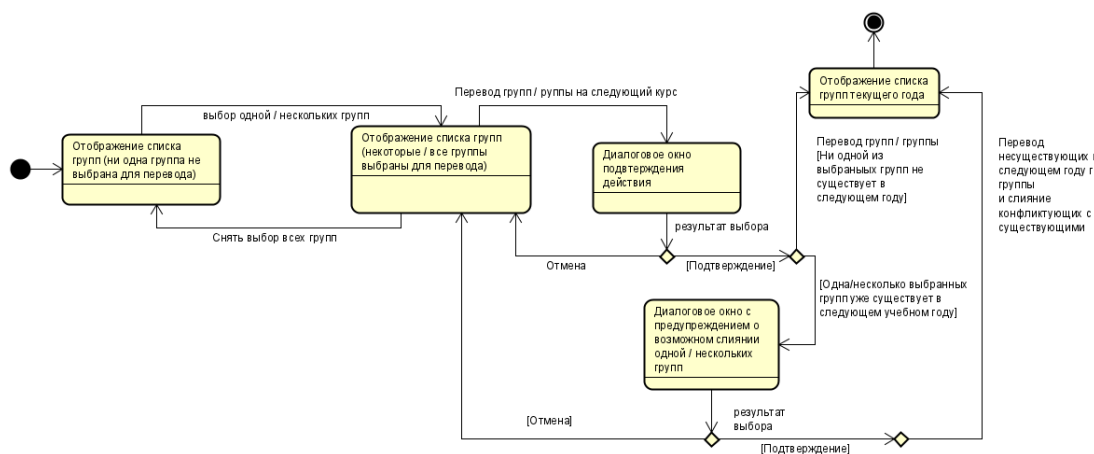 Отображение списка
групп текущего года
Перевод групп / руппы на следующий курс
выбор одной / нескольких групп
Отображение списка
групп (ни одна группа не
выбрана для перевода)
Отображение списка групп
(некоторые / все группы
выбраны для перевода)
Диалоговое окно
подвтерждения
действия
Перевод групп / группы
[Ни одной из
выбраныых групп не
существует в
следующем году]
Перевод
несуществующих
следующем году
группы
и слияние
конфликтующих с
существующими
Снять выбор всех групп
результат выбора
Отмена
[Подтверждение]
[Одна/несколько выбранных
групп уже существует в
следующем учебном году]
Диалоговое окно с
предупреждением о
возможном слиянии
одной / нескольких
групп
результат
выбора
[Отмена]
[Подтверждение]